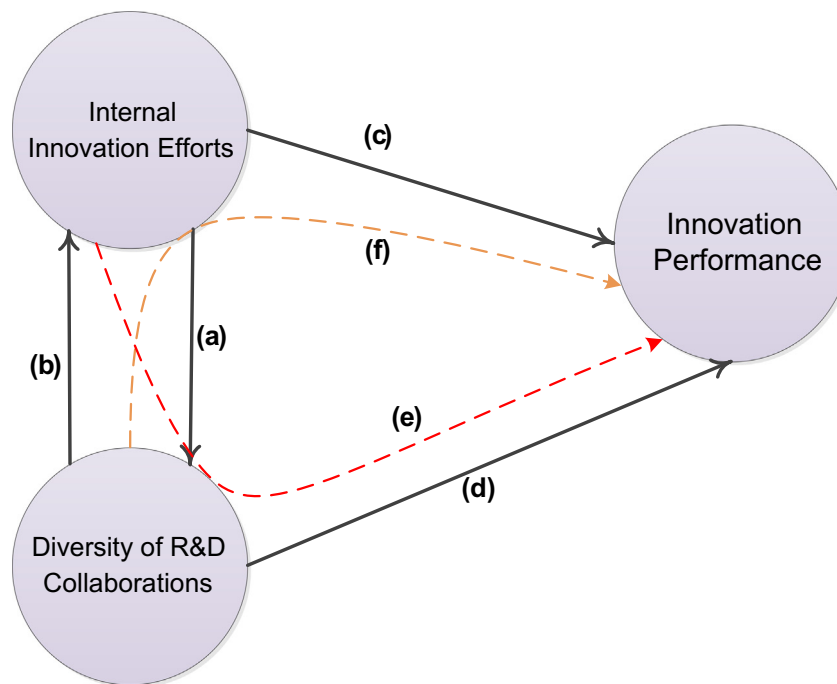 Internal
Innovation Efforts
(c)
Innovation
Performance
(f)
(a)
(b)
(e)
(d)
Diversity of R&D
Collaborations